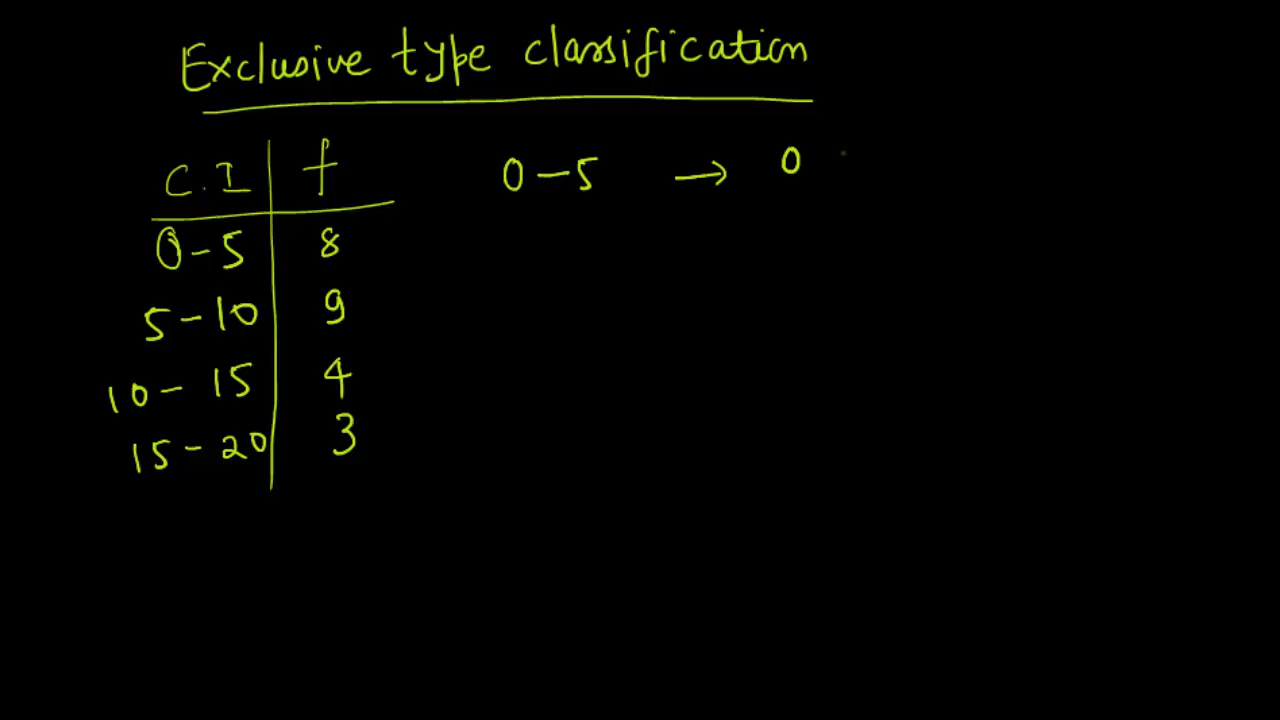 Exclusive type classification
C.I f 0-5 → 0
0-5 8
5-10 9
10-15 4
15-20 3